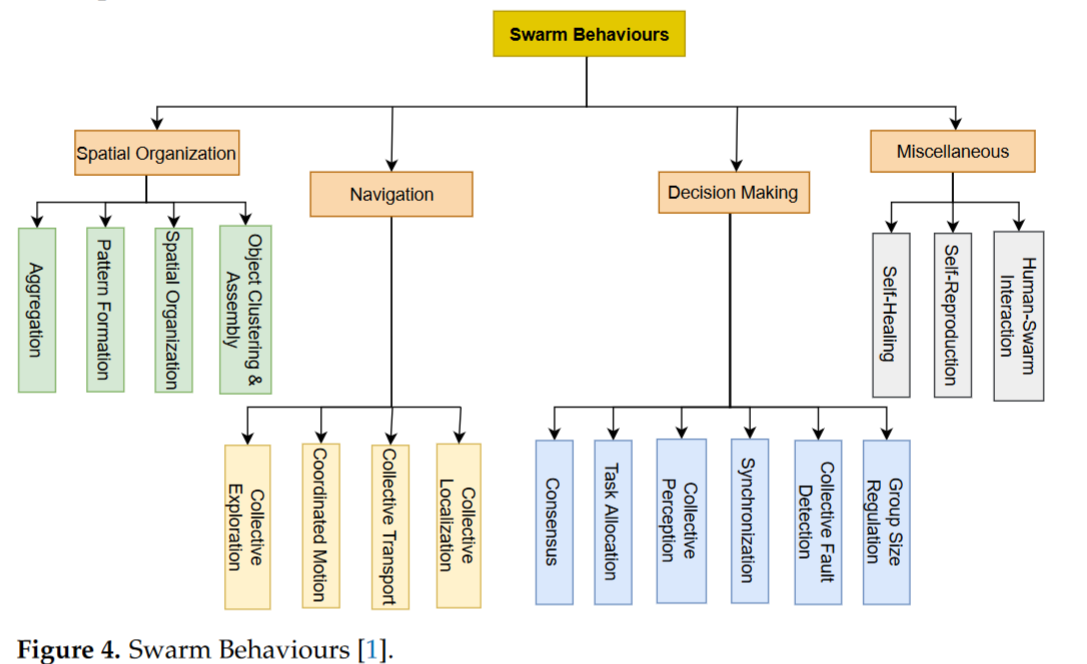 Swarm Behaviours
Spatial Organization
Navigation
Decision Making
Miscellaneous
Aggregation
Pattern Formation
Spatial Organization
Object Clustering &
Assembly
Collective
Exploration
Coordinated Motion
Collective Transport
Collective
Localization
Consensus
Task Allocation
Collective
Perception
Synchronization
Collective Fault
Detection
Group Size
Regulation
Self-Healing
Self-Reproduction
Human-Swarm
Interaction
Figure 4. Swarm Behaviours [1].